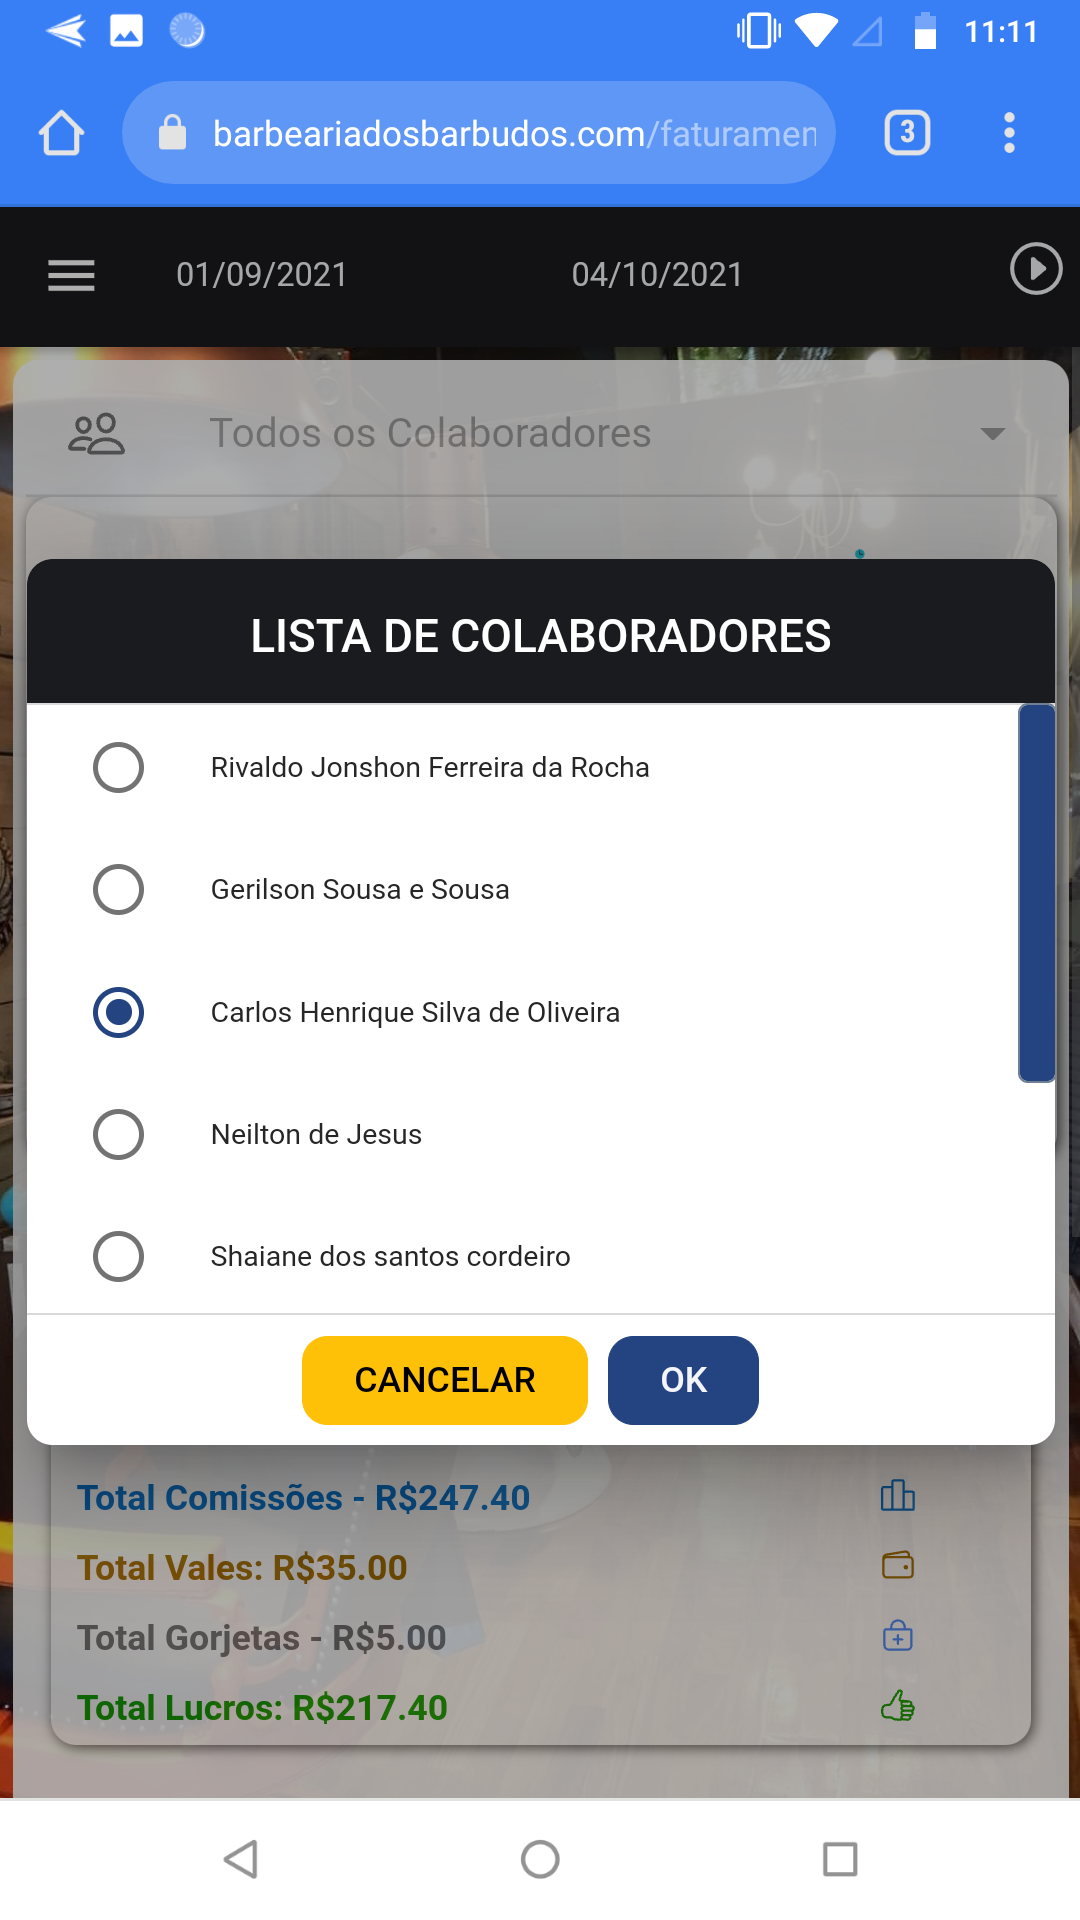 11:11
barbeariadosbarbudos.com/faturamen
3
01/09/2021 04/10/2021
Todos os Colaboradores
LISTA DE COLABORADORES
Rivaldo Jonshon Ferreira da Rocha
Gerilson Sousa e Sousa
Carlos Henrique Silva de Oliveira
Neilton de Jesus
Shaiane dos santos cordeiro
CANCELAR OK
Total Comissões - R$247.40
Total Vales: R$35.00
Total Gorjetas - R$5.00
Total Lucros: R$217.40